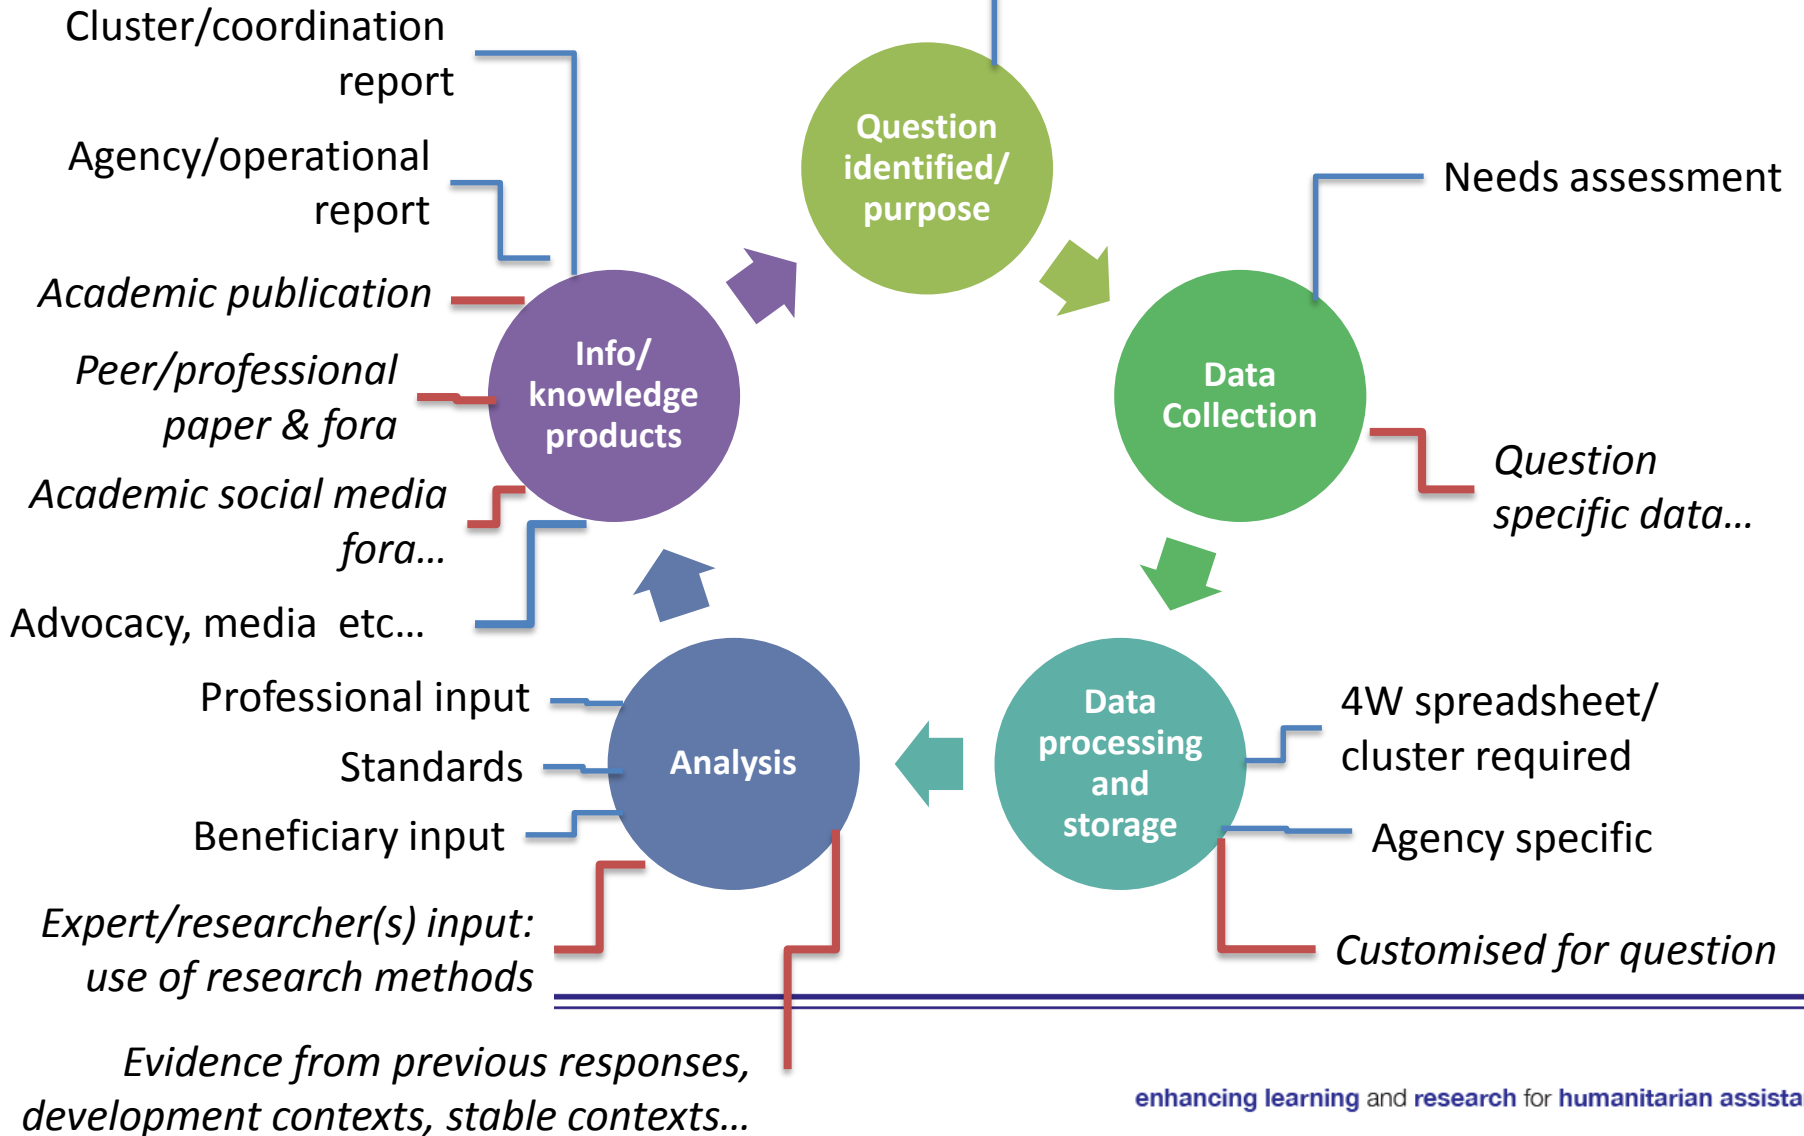 Cluster/coordination
report
Agency/operational
report
Academic publication
Peer/professional
paper & fora
Academic social media
fora...
Advocacy, media etc...
Question
identified/
purpose
Needs assessment
Info/
knowledge
products
Data
Collection
Question
specific data...
Professional input
Standards
Beneficiary input
Analysis
Data
processing
and
storage
4W spreadsheet/
cluster required
Agency specific
Customised for question
Expert/researcher(s) input:
use of research methods
Evidence from previous responses,
development contexts, stable contexts...
enhancing learning and research for humanitarian assista